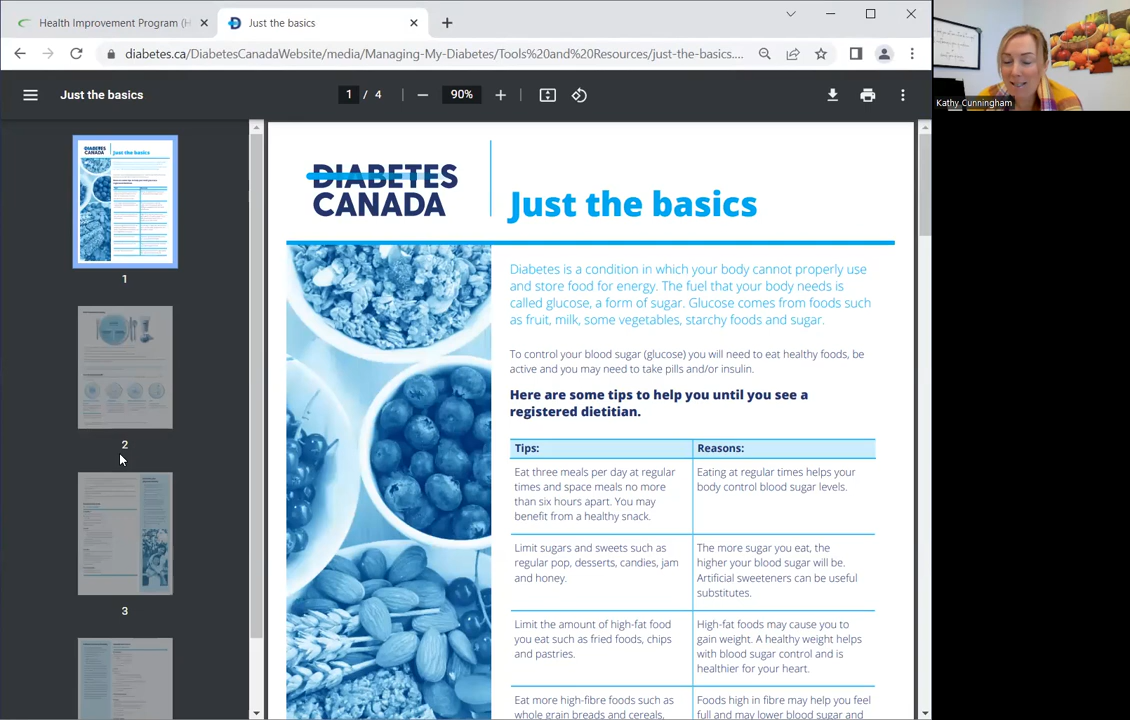 Health Improvement Program (H
Just the basics
diabetes.ca/DiabetesCanadaWebsite/media/Managing-My-Diabetes/Tools%20and%20Resources/just-the-basics....
Just the basics
1 / 4
90%
Kathy Cunningham
1
2
3
DIABETES
CANADA
Just the basics
Diabetes is a condition in which your body cannot properly use
and store food for energy. The fuel that your body needs is
called glucose, a form of sugar. Glucose comes from foods such
as fruit, milk, some vegetables, starchy foods and sugar.
To control your blood sugar (glucose) you will need to eat healthy foods, be
active and you may need to take pills and/or insulin.
Here are some tips to help you until you see a
registered dietitian.
Tips:
Reasons:
Eat three meals per day at regular
times and space meals no more
than six hours apart. You may
benefit from a healthy snack.
Eating at regular times helps your
body control blood sugar levels.
Limit sugars and sweets such as
regular pop, desserts, candies, jam
and honey.
The more sugar you eat, the
higher your blood sugar will be.
Artificial sweeteners can be useful
substitutes.
Limit the amount of high-fat food
you eat such as fried foods, chips
and pastries.
High-fat foods may cause you to
gain weight. A healthy weight helps
with blood sugar control and is
healthier for your heart.
Eat more high-fibre foods such as
whole grain breads and cereals,
Foods high in fibre may help you feel
full and may lower blood sugar and